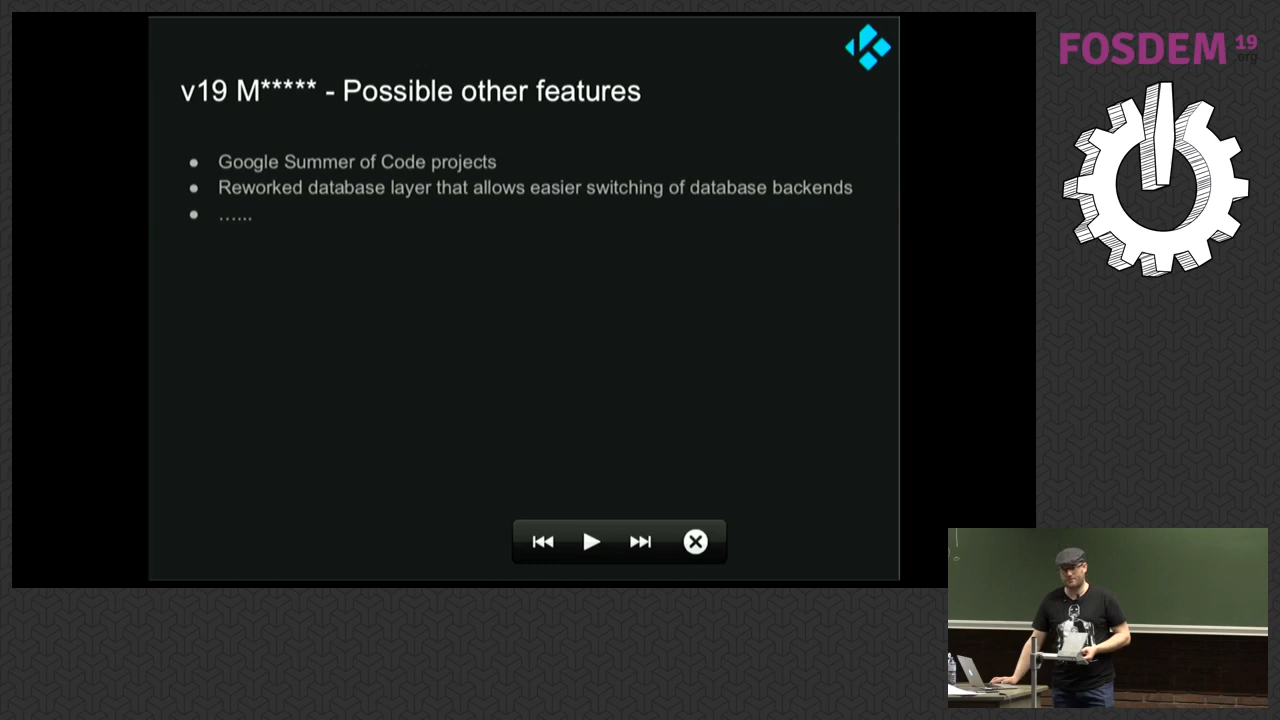 v19 M***** - Possible other features
Google Summer of Code projects
Reworked database layer that allows easier switching of database backends
…...
FOSDEM 19
.org